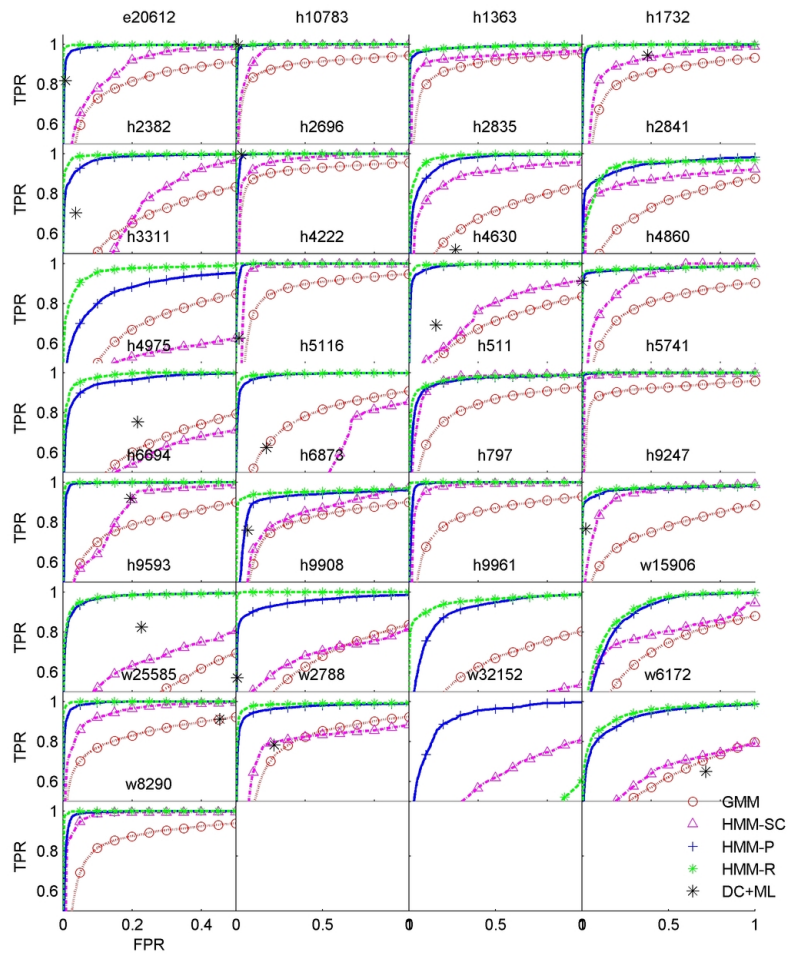 e20612 h10783 h1363 h1732
1
TPR 0.8
0.6
h2382 h2696 h2835 h2841
1
TPR 0.8
0.6
h3311 h4222 h4630 h4860
1
TPR 0.8
0.6
h4975 h5116 h511 h5741
1
TPR 0.8
0.6
h6694 h6873 h797 h9247
1
TPR 0.8
0.6
h9593 h9908 h9961 w15906
1
TPR 0.8
0.6
w25585 w2788 w32152 w6172
1
TPR 0.8
0.6
w8290
GMM
HMM-SC
HMM-P
HMM-R
DC+ML
1
TPR 0.8
0.6
0 0.2 0.4 0 0.5 1 0 0.5 1 0 0.5 1
FPR